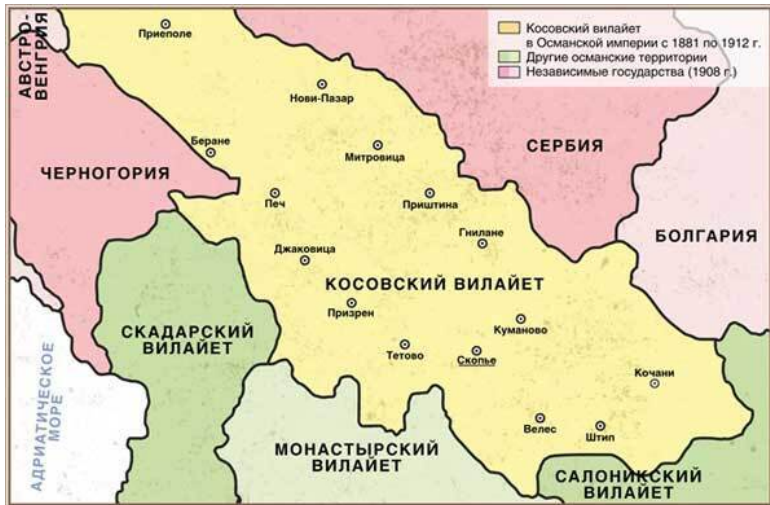 Косовский вилайет
в Османской империи с 1881 по 1912 г.
Другие османские территории
Независимые государства (1908 г.)
АВСТРО-
ВЕНГРИЯ
Приеполе
Нови-Пазар
Беране
Митровица
СЕРБИЯ
ЧЕРНОГОРИЯ
Печ
Приштина
Гнилане
БОЛГАРИЯ
Джаковица
КОСОВСКИЙ ВИЛАЙЕТ
Призрен
Куманово
СКАДАРСКИЙ
ВИЛАЙЕТ
Тетово
Скопье
Кочани
АДРИАТИЧЕСКОЕ
МОРЕ
Велес
Штип
МОНАСТЫРСКИЙ
ВИЛАЙЕТ
САЛОНИКСКИЙ
ВИЛАЙЕТ